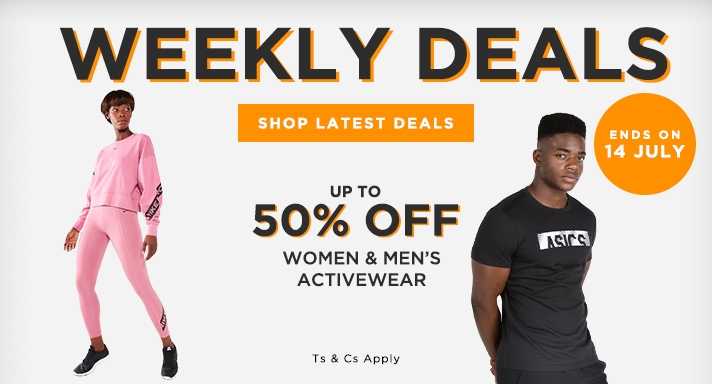 WEEKLY DEALS
SHOP LATEST DEALS
ENDS ON
14 JULY
UP TO
50% OFF
WOMEN & MEN'S
ACTIVEWEAR
ASICS
Ts & Cs Apply